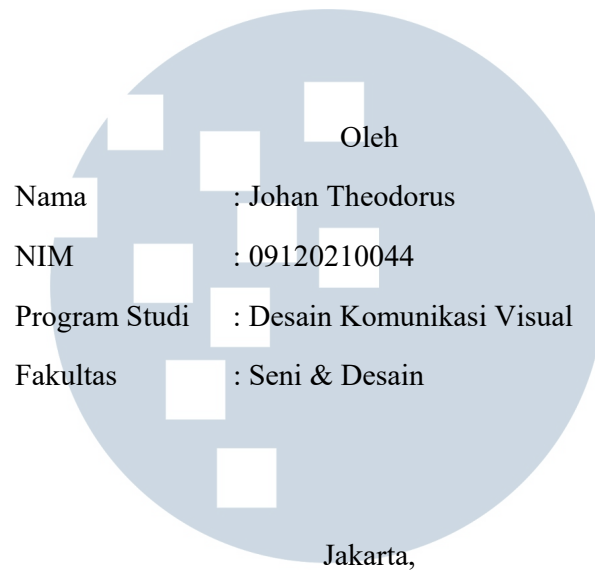 Oleh
Nama : Johan Theodorus
NIM : 09120210044
Program Studi : Desain Komunikasi Visual
Fakultas : Seni & Desain
Jakarta,